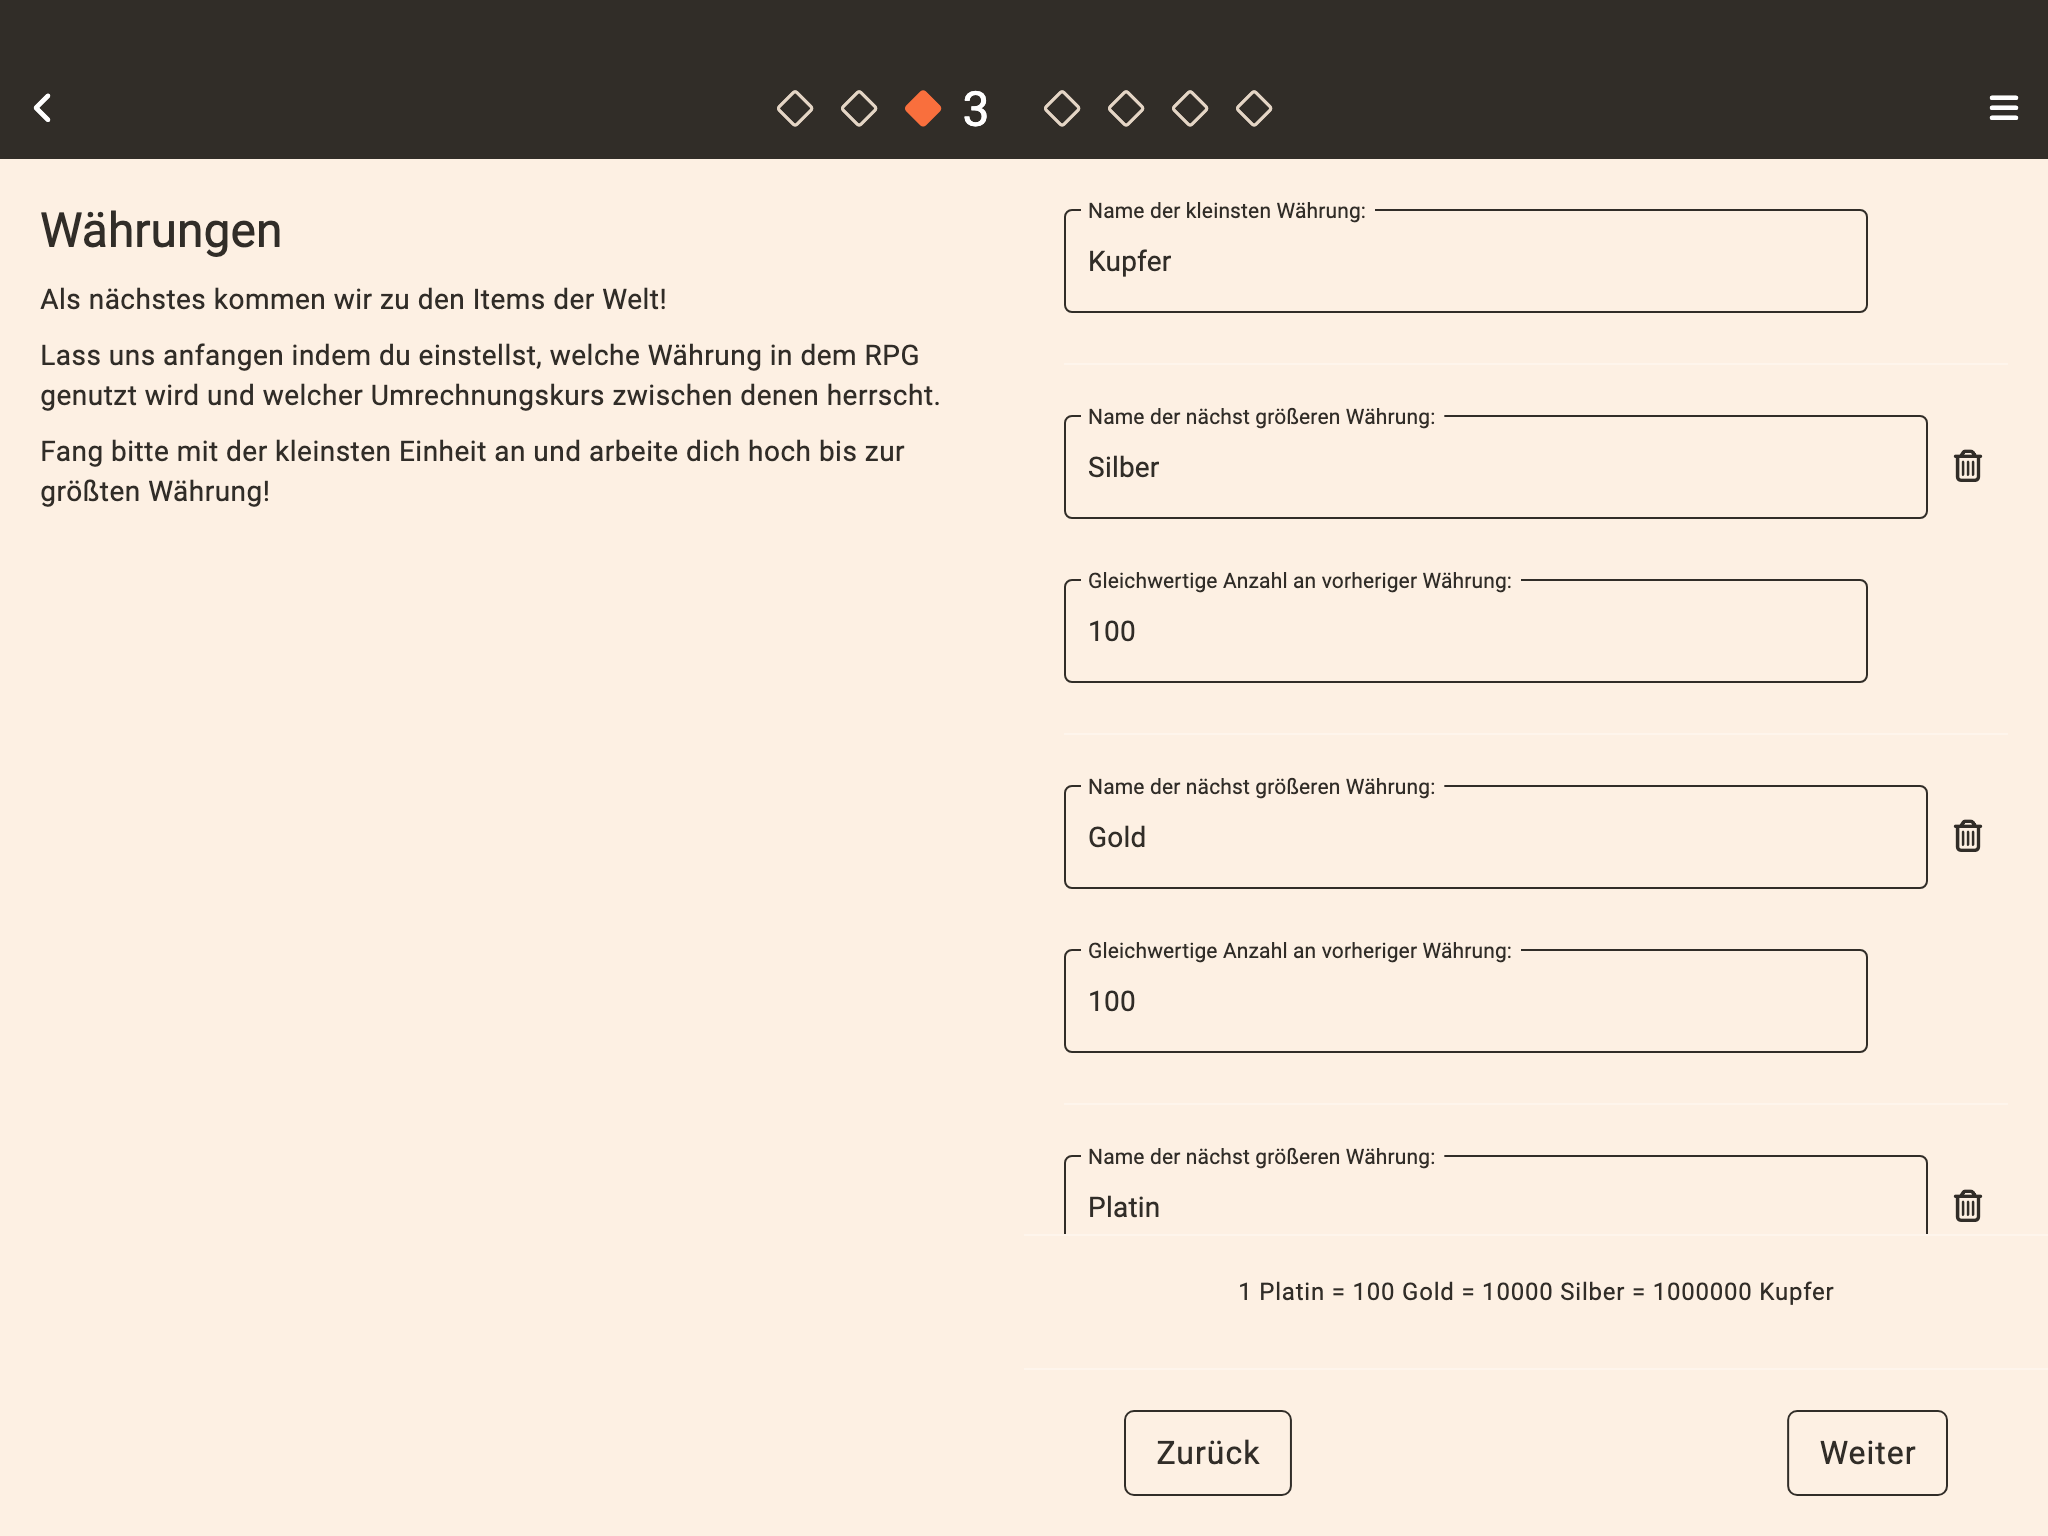 3
Währungen
Als nächstes kommen wir zu den Items der Welt!
Lass uns anfangen indem du einstellst, welche Währung in dem RPG
genutzt wird und welcher Umrechnungskurs zwischen denen herrscht.
Fang bitte mit der kleinsten Einheit an und arbeite dich hoch bis zur
größten Währung!
Name der kleinsten Währung:
Kupfer
Name der nächst größeren Währung:
Silber
Gleichwertige Anzahl an vorheriger Währung:
100
Name der nächst größeren Währung:
Gold
Gleichwertige Anzahl an vorheriger Währung:
100
Name der nächst größeren Währung:
Platin
1 Platin = 100 Gold = 10000 Silber = 1000000 Kupfer
Zurück
Weiter